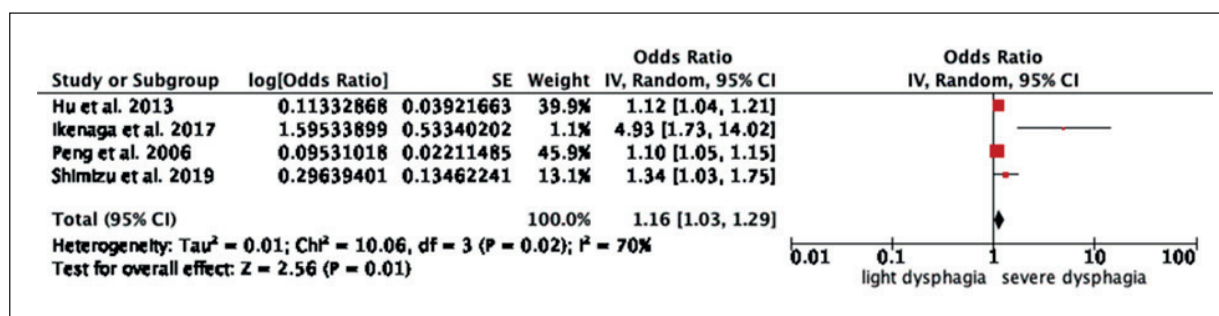 Odds Ratio Odds Ratio
Study or Subgroup log[Odds Ratio] SE Weight IV, Random, 95% CI IV, Random, 95% CI
Hu et al. 2013 0.11332868 0.03921663 39.9% 1.12 [1.04, 1.21]
Ikenaga et al. 2017 1.59533899 0.53340202 1.1% 4.93 [1.73, 14.02]
Peng et al. 2006 0.09531018 0.02211485 45.9% 1.10 [1.05, 1.15]
Shimizu et al. 2019 0.29639401 0.13462241 13.1% 1.34 [1.03, 1.75]
Total (95% CI) 100.0% 1.16 [1.03, 1.29]
Heterogeneity: Tau² = 0.01; Chi² = 10.06, df = 3 (P = 0.02); I² = 70%
Test for overall effect: Z = 2.56 (P = 0.01)
0.01 0.1 1 10 100
light dysphagia severe dysphagia